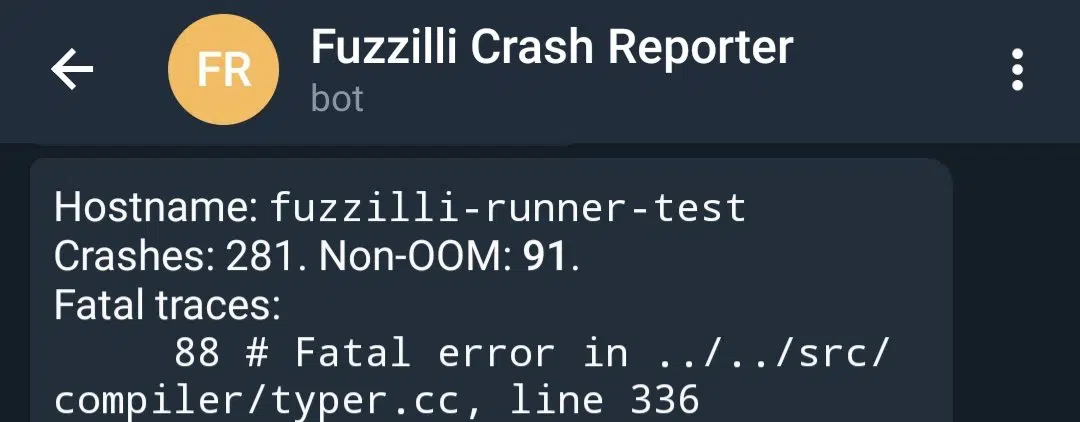 FR
Fuzzilli Crash Reporter
bot
Hostname: fuzzilli-runner-test
Crashes: 281. Non-OOM: 91.
Fatal traces:
88 # Fatal error in ../../src/
compiler/typer.cc, line 336